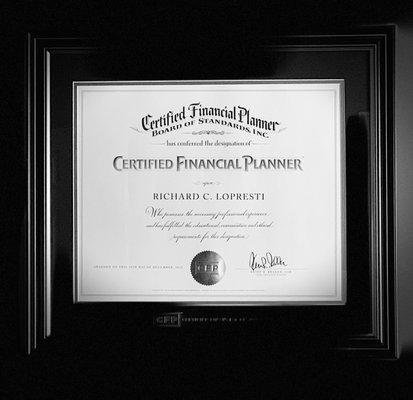 Certified Financial Planner
BOARD OF STANDARDS, INC.
has conferred the designation of
CERTIFIED FINANCIAL PLANNER
upon
RICHARD C. LOPRESTI
Who possesses the necessary professional experience
and has fulfilled the educational, examination and ethical
requirements for this designation
CFP
CFP